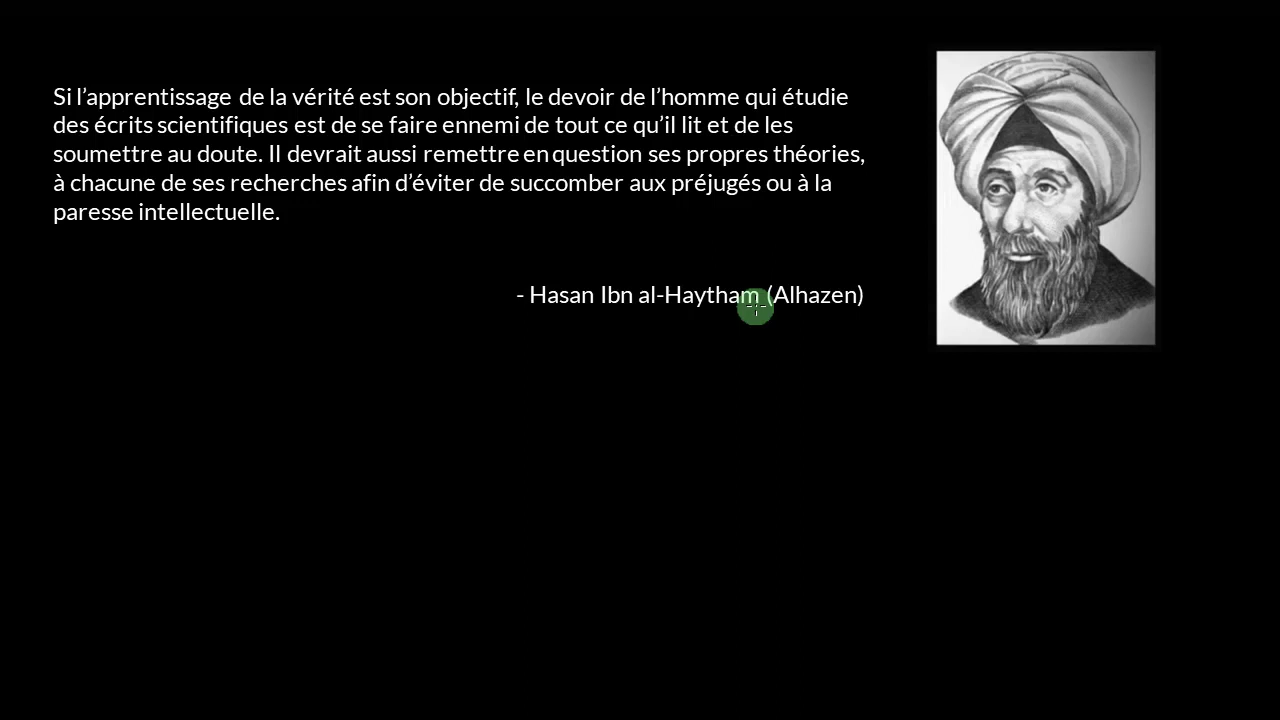 Si l’apprentissage de la vérité est son objectif, le devoir de l’homme qui étudie
des écrits scientifiques est de se faire ennemi de tout ce qu’il lit et de les
soumettre au doute. Il devrait aussi remettre en question ses propres théories,
à chacune de ses recherches afin d’éviter de succomber aux préjugés ou à la
paresse intellectuelle.
- Hasan Ibn al-Haytham (Alhazen)